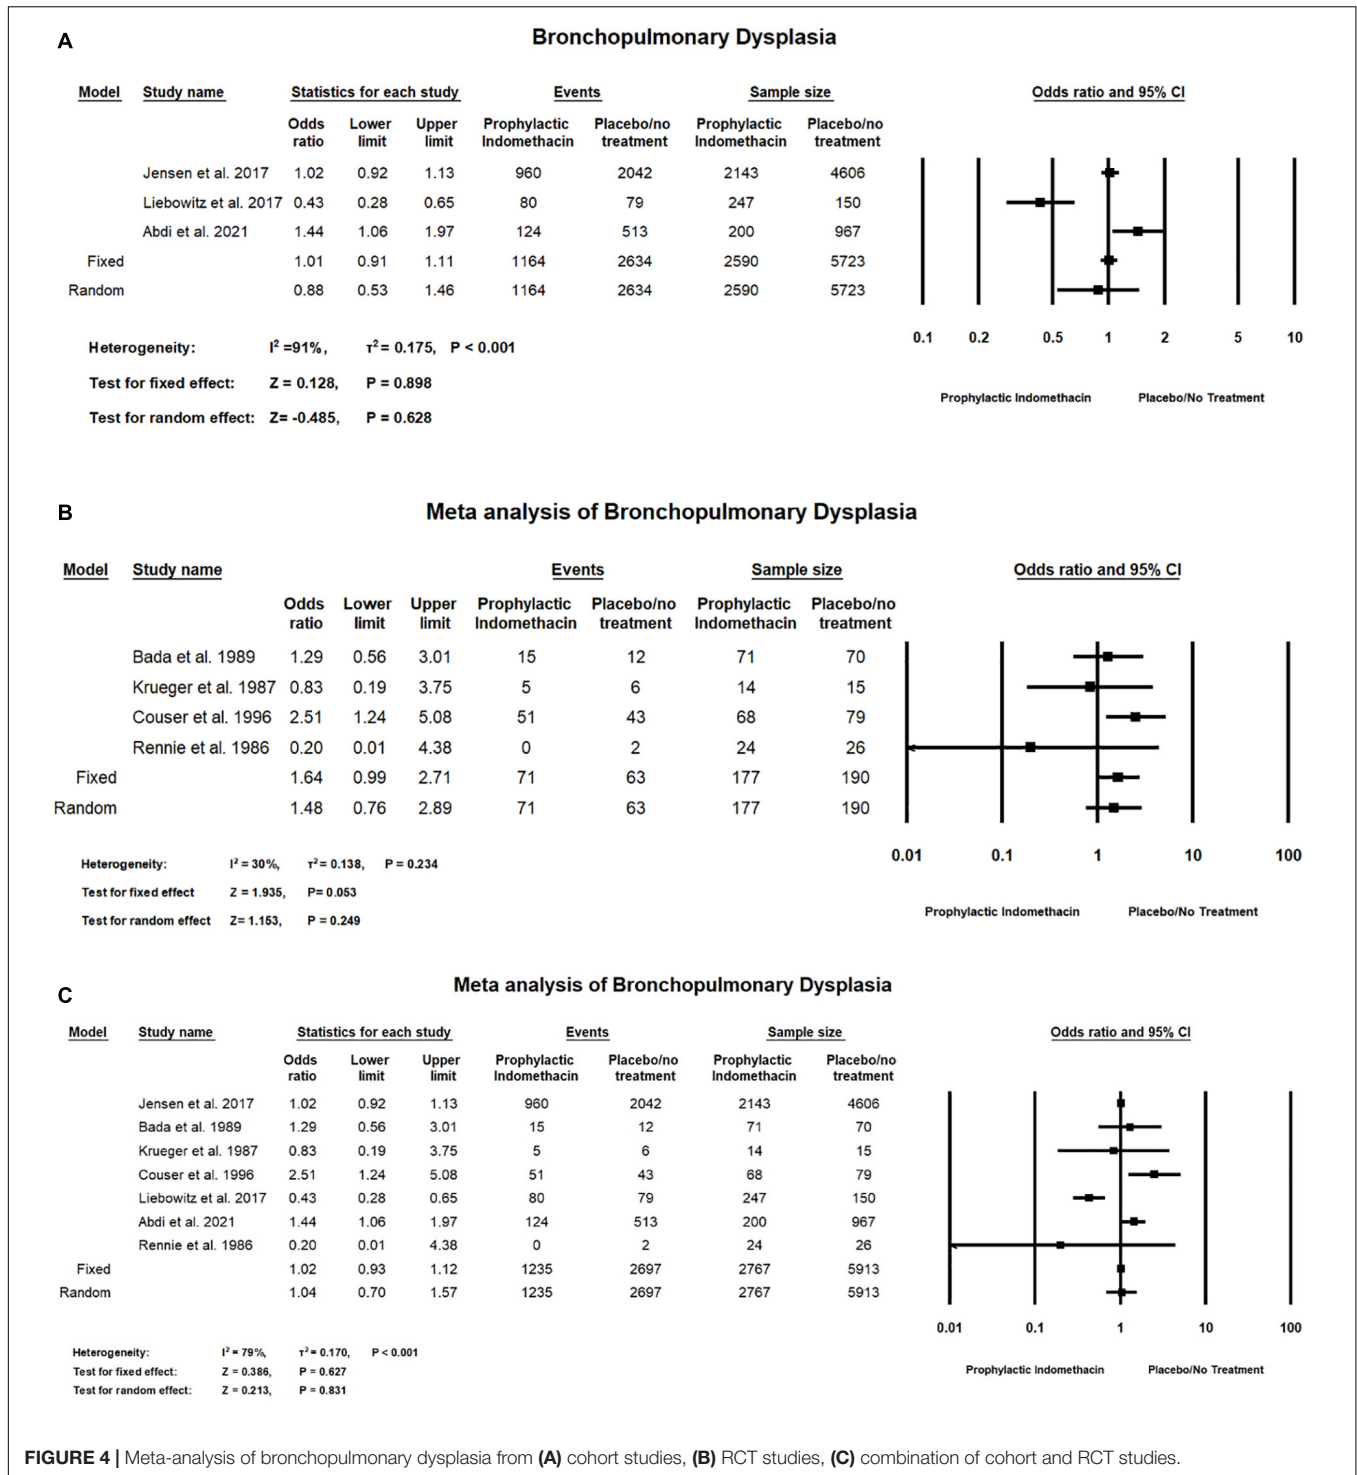 A
Bronchopulmonary Dysplasia
Model Study name Statistics for each study Events Sample size Odds ratio and 95% CI
Odds Lower Upper Prophylactic Placebo/no Prophylactic Placebo/no
ratio limit limit Indomethacin treatment Indomethacin treatment
Jensen et al. 2017 1.02 0.92 1.13 960 2042 2143 4606
Liebowitz et al. 2017 0.43 0.28 0.65 80 79 247 150
Abdi et al. 2021 1.44 1.06 1.97 124 513 200 967
Fixed 1.01 0.91 1.11 1164 2634 2590 5723
Random 0.88 0.53 1.46 1164 2634 2590 5723
0.1 0.2 0.5 1 2 5 10
Heterogeneity: I² =91%, τ² = 0.175, P < 0.001
Test for fixed effect: Z = 0.128, P = 0.898
Prophylactic Indomethacin Placebo/No Treatment
Test for random effect: Z= -0.485, P = 0.628
B
Meta analysis of Bronchopulmonary Dysplasia
Model Study name Events Sample size Odds ratio and 95% CI
Odds Lower Upper Prophylactic Placebo/no Prophylactic Placebo/no
ratio limit limit Indomethacin treatment Indomethacin treatment
Bada et al. 1989 1.29 0.56 3.01 15 12 71 70
Krueger et al. 1987 0.83 0.19 3.75 5 6 14 15
Couser et al. 1996 2.51 1.24 5.08 51 43 68 79
Rennie et al. 1986 0.20 0.01 4.38 0 2 24 26
Fixed 1.64 0.99 2.71 71 63 177 190
Random 1.48 0.76 2.89 71 63 177 190
0.01 0.1 1 10 100
Heterogeneity: I² = 30%, τ² = 0.138, P = 0.234
Test for fixed effect Z = 1.935, P= 0.053
Prophylactic Indomethacin Placebo/No Treatment
Test for random effect Z= 1.153, P = 0.249
C
Meta analysis of Bronchopulmonary Dysplasia
Model Study name Statistics for each study Events Sample size Odds ratio and 95% CI
Odds Lower Upper Prophylactic Placebo/no Prophylactic Placebo/no
ratio limit limit Indomethacin treatment Indomethacin treatment
Jensen et al. 2017 1.02 0.92 1.13 960 2042 2143 4606
Bada et al. 1989 1.29 0.56 3.01 15 12 71 70
Krueger et al. 1987 0.83 0.19 3.75 5 6 14 15
Couser et al. 1996 2.51 1.24 5.08 51 43 68 79
Liebowitz et al. 2017 0.43 0.28 0.65 80 79 247 150
Abdi et al. 2021 1.44 1.06 1.97 124 513 200 967
Rennie et al. 1986 0.20 0.01 4.38 0 2 24 26
Fixed 1.02 0.93 1.12 1235 2697 2767 5913
Random 1.04 0.70 1.57 1235 2697 2767 5913
0.01 0.1 1 10 100
Heterogeneity: I² = 79%, τ² = 0.170, P < 0.001
Test for fixed effect: Z = 0.386, P = 0.627
Prophylactic Indomethacin Placebo/No Treatment
Test for random effect: Z = 0.213, P = 0.831
FIGURE 4 | Meta-analysis of bronchopulmonary dysplasia from (A) cohort studies, (B) RCT studies, (C) combination of cohort and RCT studies.